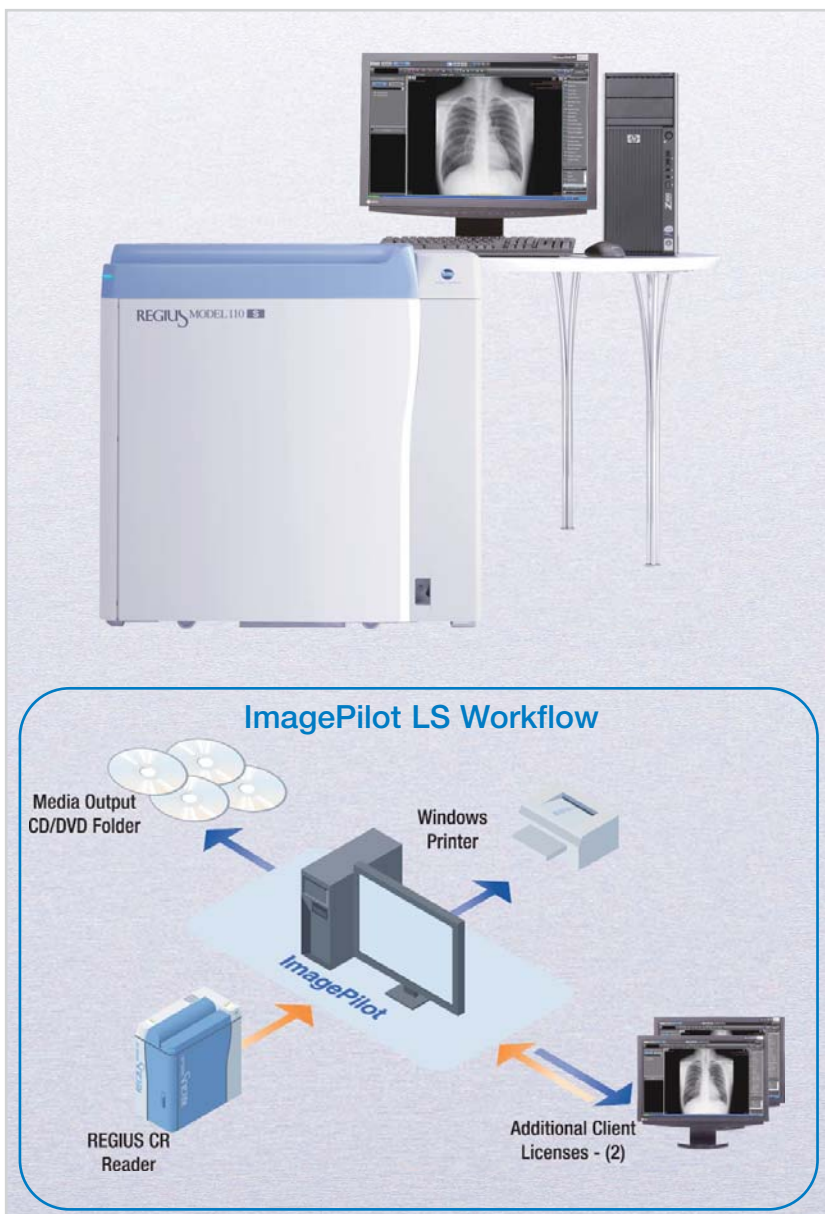 hp
REGIUS MODEL 110 S
ImagePilot LS Workflow
Media Output
CD/DVD Folder
Windows
Printer
ImagePilot
REGIUS CR
Reader
Additional Client
Licenses - (2)